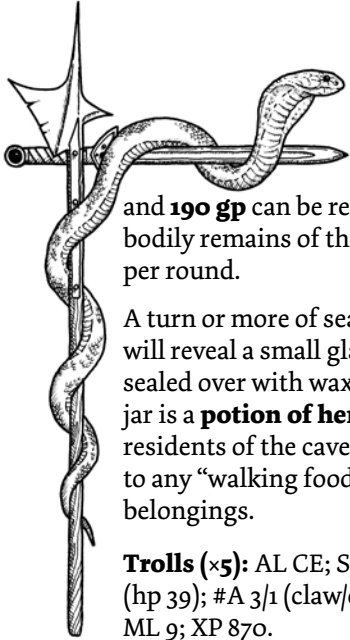 and 190 gp can be re
bodily remains of th
per round.
A turn or more of sea
will reveal a small gla
sealed over with wax
jar is a potion of her
residents of the cave
to any “walking food
belongings.
Trolls (×5): AL CE; S
(hp 39); #A 3/1 (claw/
ML 9; XP 870.